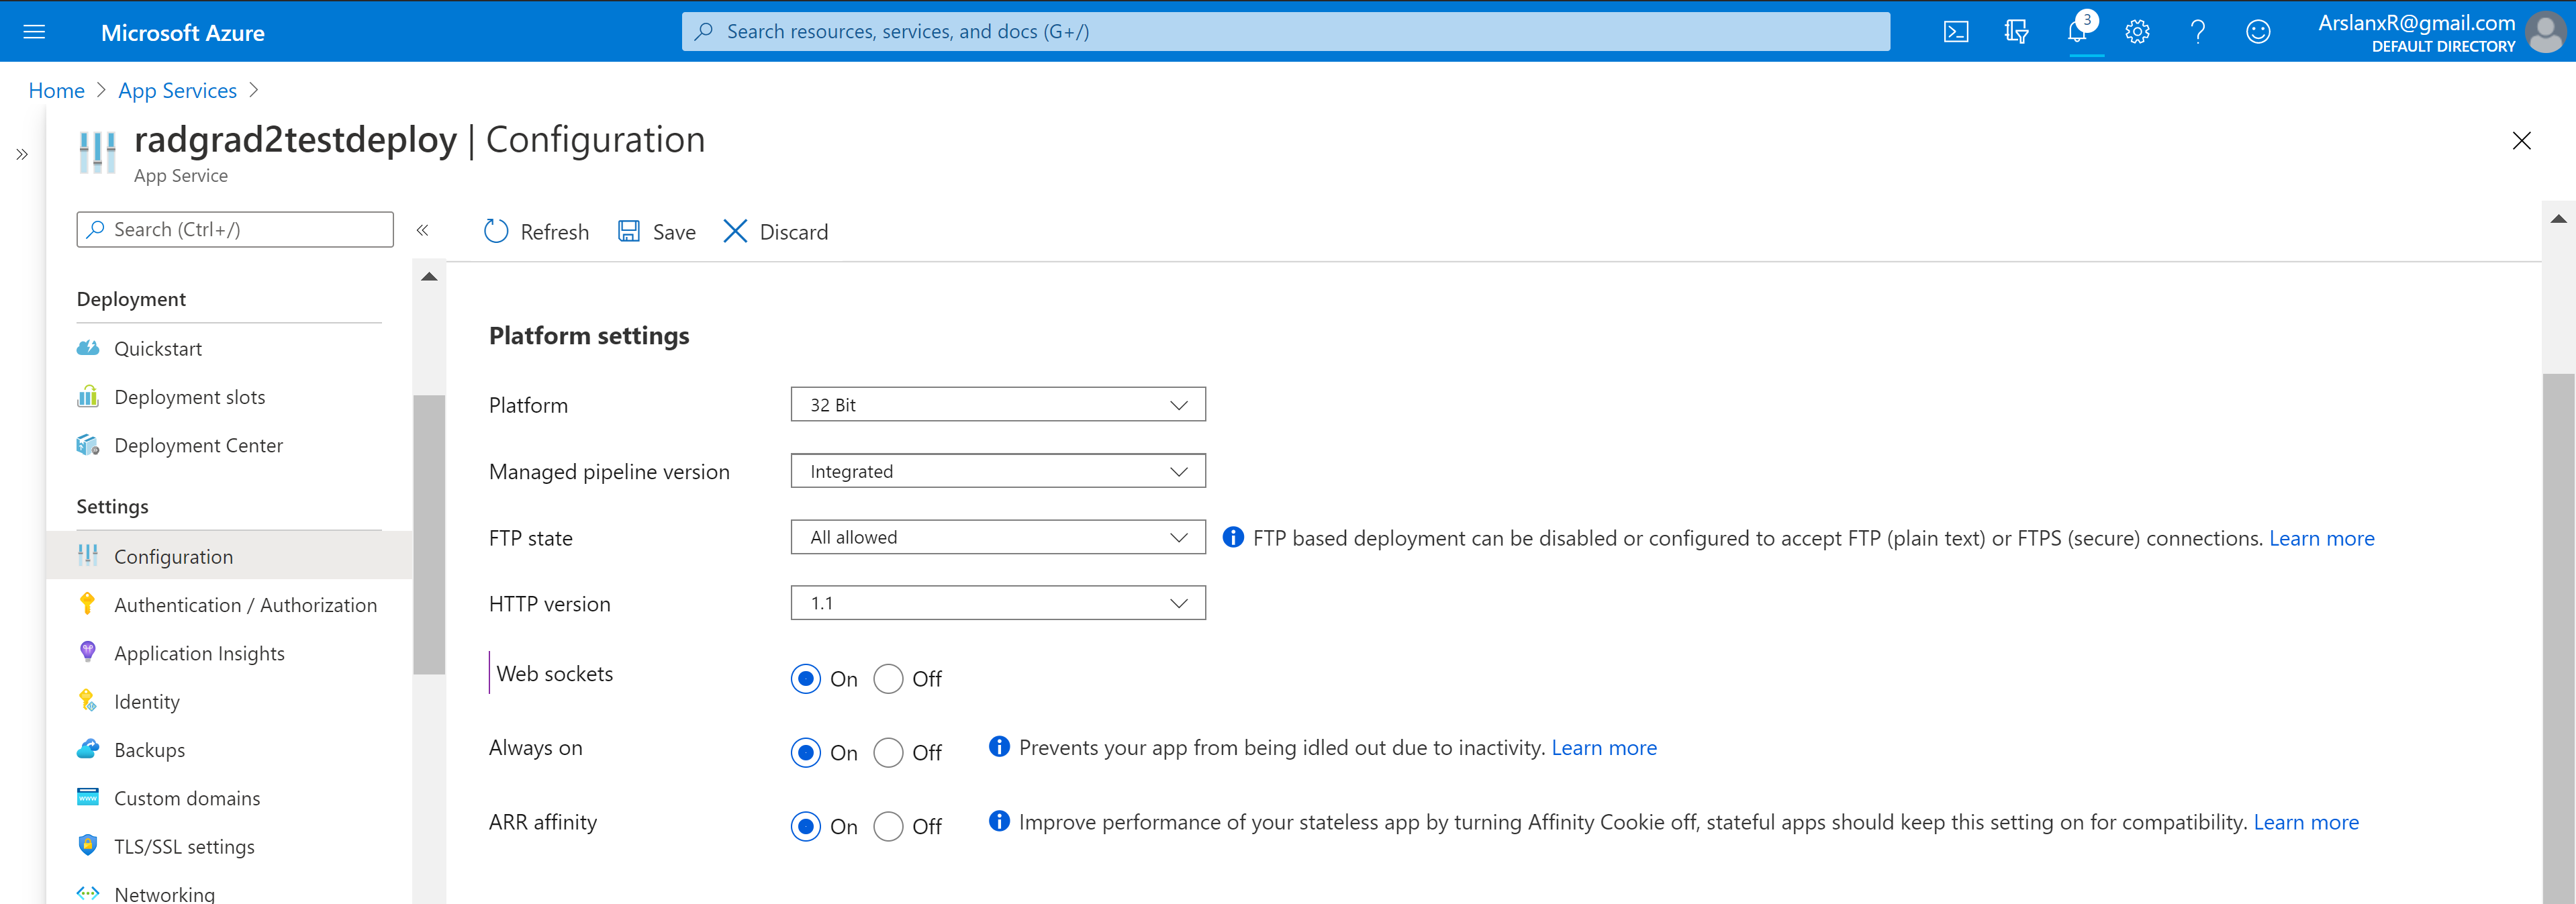 Microsoft Azure
Search resources, services, and docs (G+/)
3
ArslanxR@gmail.com
DEFAULT DIRECTORY
Home > App Services >
radgrad2testdeploy | Configuration
App Service
Search (Ctrl+/)
Refresh Save Discard
Deployment
Quickstart
Deployment slots
Deployment Center
Settings
Configuration
Authentication / Authorization
Application Insights
Identity
Backups
Custom domains
TLS/SSL settings
Networking
Platform settings
Platform 32 Bit
Managed pipeline version Integrated
FTP state All allowed FTP based deployment can be disabled or configured to accept FTP (plain text) or FTPS (secure) connections. Learn more
HTTP version 1.1
Web sockets On Off
Always on On Off Prevents your app from being idled out due to inactivity. Learn more
ARR affinity On Off Improve performance of your stateless app by turning Affinity Cookie off, stateful apps should keep this setting on for compatibility. Learn more